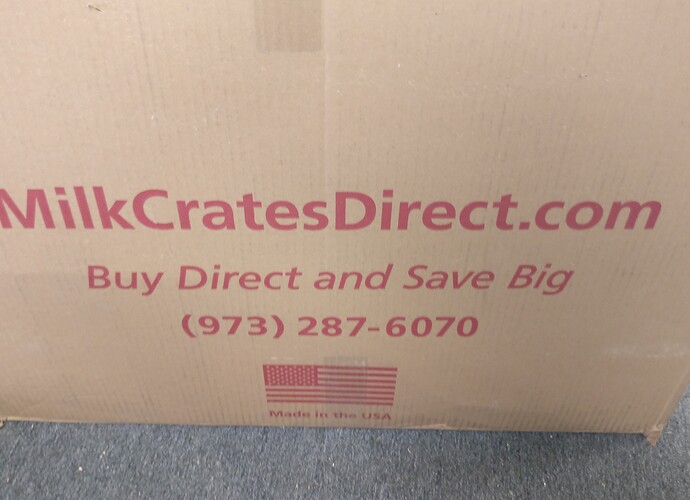 MilkCratesDirect.com
Buy Direct and Save Big
(973) 287-6070
Made in the USA